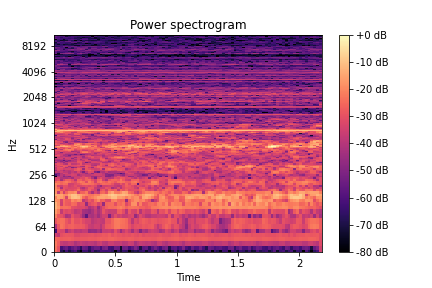 Power spectrogram
Hz
8192
4096
2048
1024
512
256
128
64
0
0
0.5
1
1.5
2
Time
+0 dB
-10 dB
-20 dB
-30 dB
-40 dB
-50 dB
-60 dB
-70 dB
-80 dB